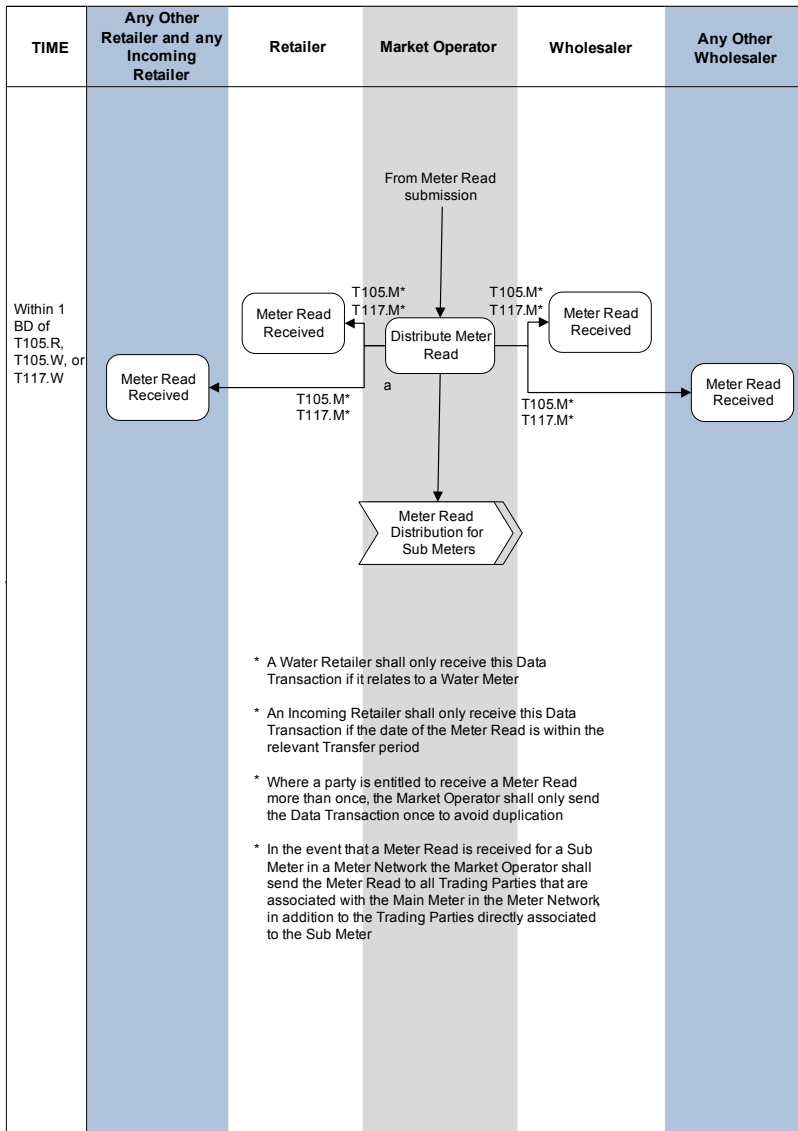 TIME
Any Other
Retailer and any
Incoming
Retailer
Retailer
Market Operator
Wholesaler
Any Other
Wholesaler
From Meter Read
submission
Within 1
BD of
T105.R,
T105.W, or
T117.W
T105.M*
T117.M*
T105.M*
T117.M*
Meter Read
Received
Distribute Meter
Read
Meter Read
Received
Meter Read
Received
a
Meter Read
Received
T105.M*
T117.M*
T105.M*
T117.M*
Meter Read
Distribution for
Sub Meters
* A Water Retailer shall only receive this Data
Transaction if it relates to a Water Meter
* An Incoming Retailer shall only receive this Data
Transaction if the date of the Meter Read is within the
relevant Transfer period
* Where a party is entitled to receive a Meter Read
more than once, the Market Operator shall only send
the Data Transaction once to avoid duplication
* In the event that a Meter Read is received for a Sub
Meter in a Meter Network the Market Operator shall
send the Meter Read to all Trading Parties that are
associated with the Main Meter in the Meter Network,
in addition to the Trading Parties directly associated
to the Sub Meter